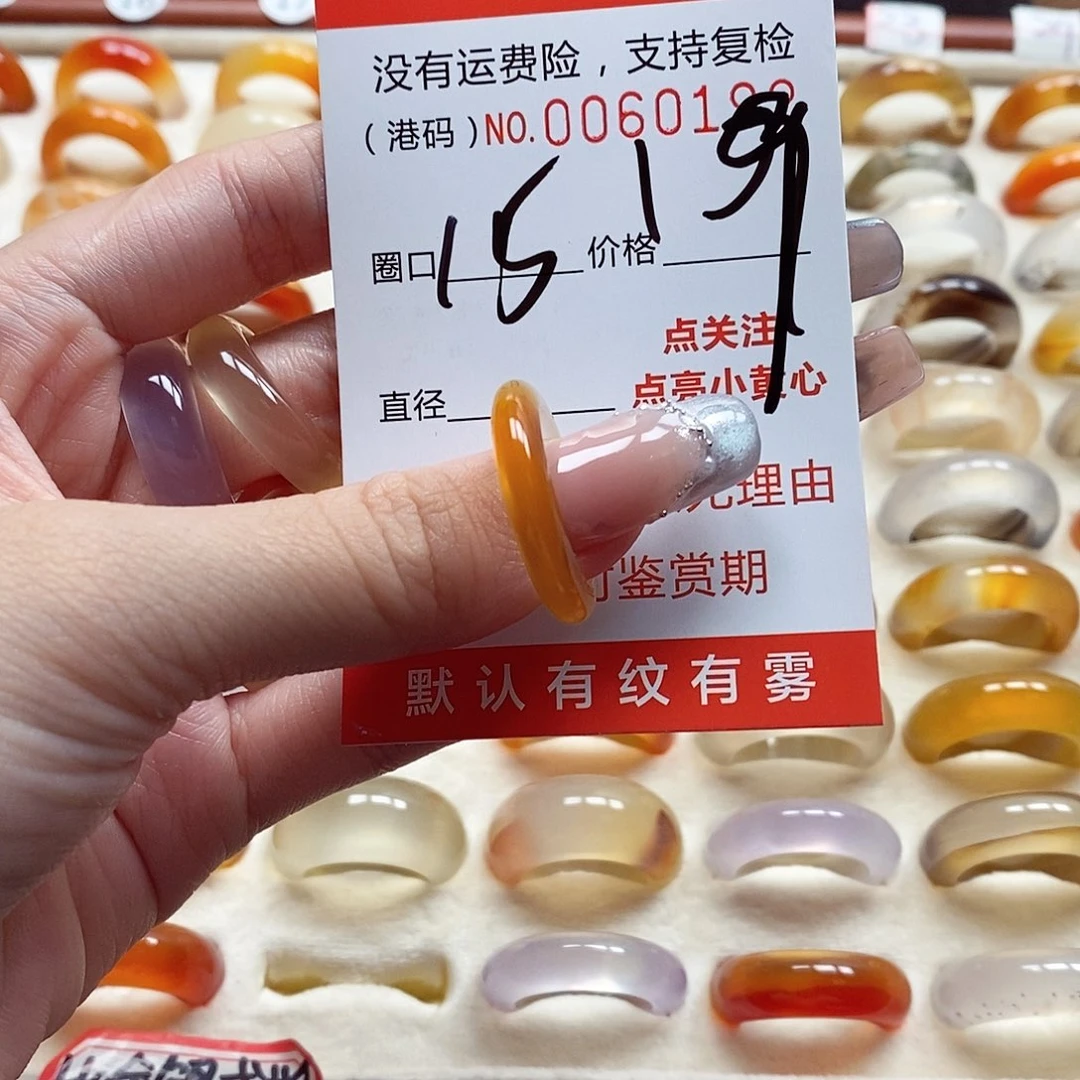 没有运费险，支持复检
（港码）NO.006019
圈口 15 价格 199
直径
点关注
点亮小黄心
理由
鉴赏期
默认有纹有雾